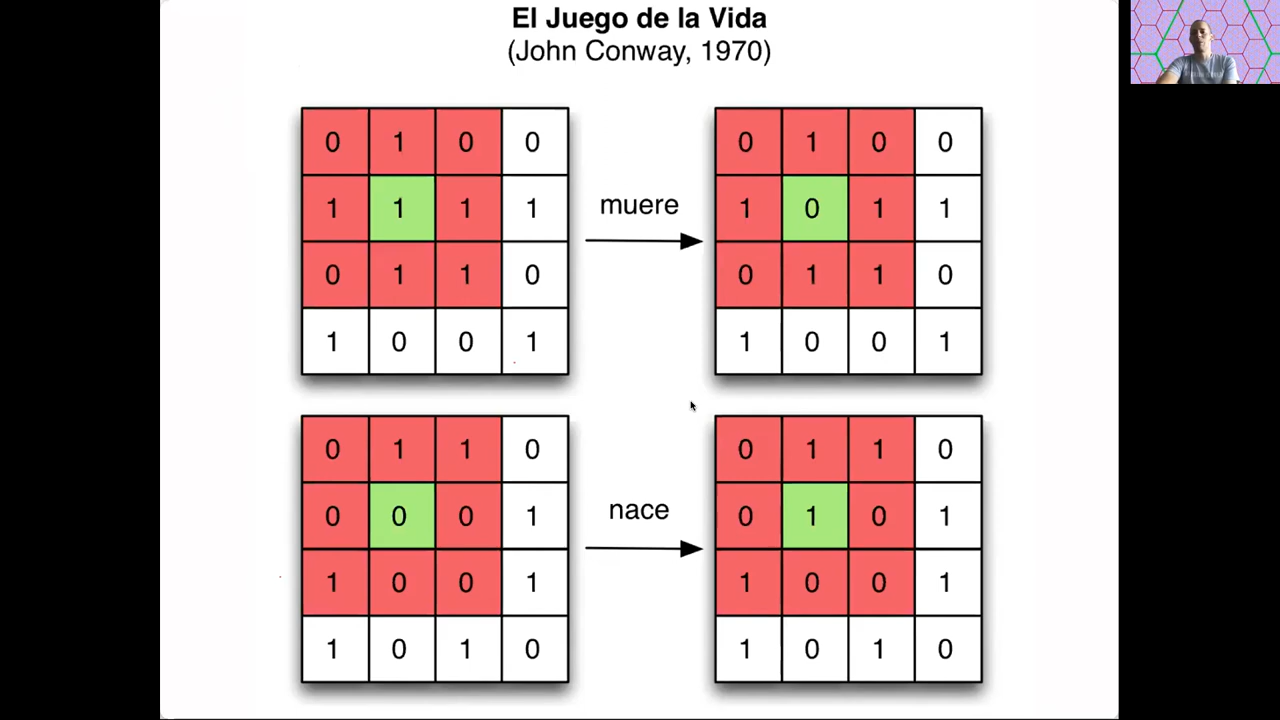 El Juego de la Vida
(John Conway, 1970)
0 1 0 0
1 1 1 1
0 1 1 0
1 0 0 1
muere
0 1 0 0
1 0 1 1
0 1 1 0
1 0 0 1
0 1 1 0
0 0 0 1
1 0 0 1
1 0 1 0
nace
0 1 1 0
0 1 0 1
1 0 0 1
1 0 1 0